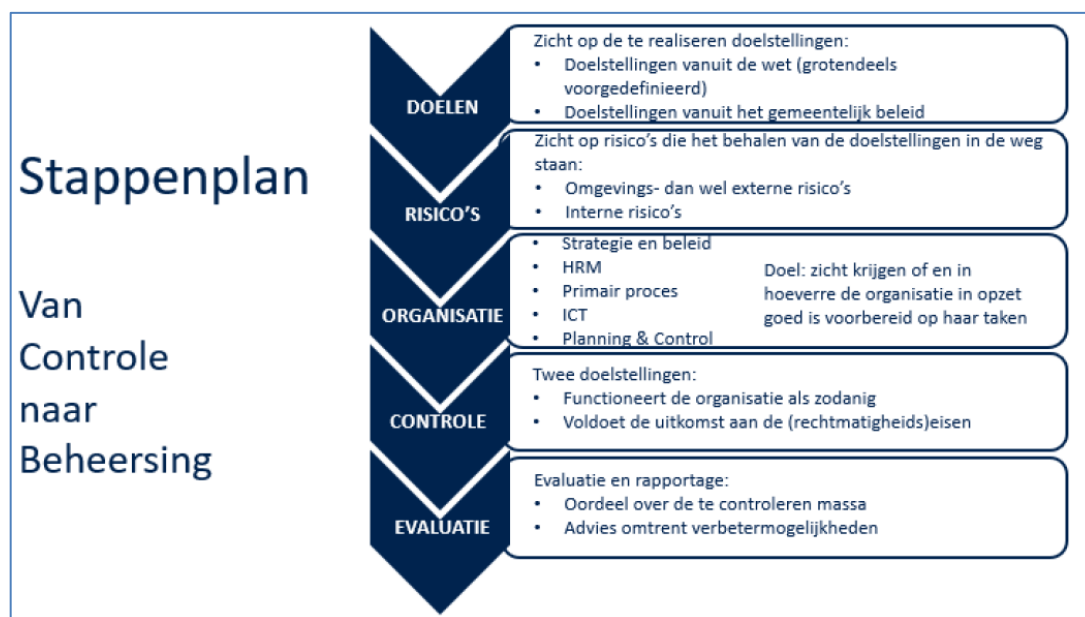 Stappenplan
Van
Controle
naar
Beheersing
DOELEN
Zicht op de te realiseren doelstellingen:
• Doelstellingen vanuit de wet (grotendeels
voorgedefinieerd)
• Doelstellingen vanuit het gemeentelijk beleid
RISICO'S
Zicht op risico's die het behalen van de doelstellingen in de weg
staan:
• Omgevings- dan wel externe risico's
• Interne risico's
ORGANISATIE
• Strategie en beleid
• HRM
• Primair proces
• ICT
• Planning & Control
Doel: zicht krijgen of en in
hoeverre de organisatie in opzet
goed is voorbereid op haar taken
CONTROLE
Twee doelstellingen:
• Functioneert de organisatie als zodanig
• Voldoet de uitkomst aan de (rechtmatigheids)eisen
EVALUATIE
Evaluatie en rapportage:
• Oordeel over de te controleren massa
• Advies omtrent verbetermogelijkheden